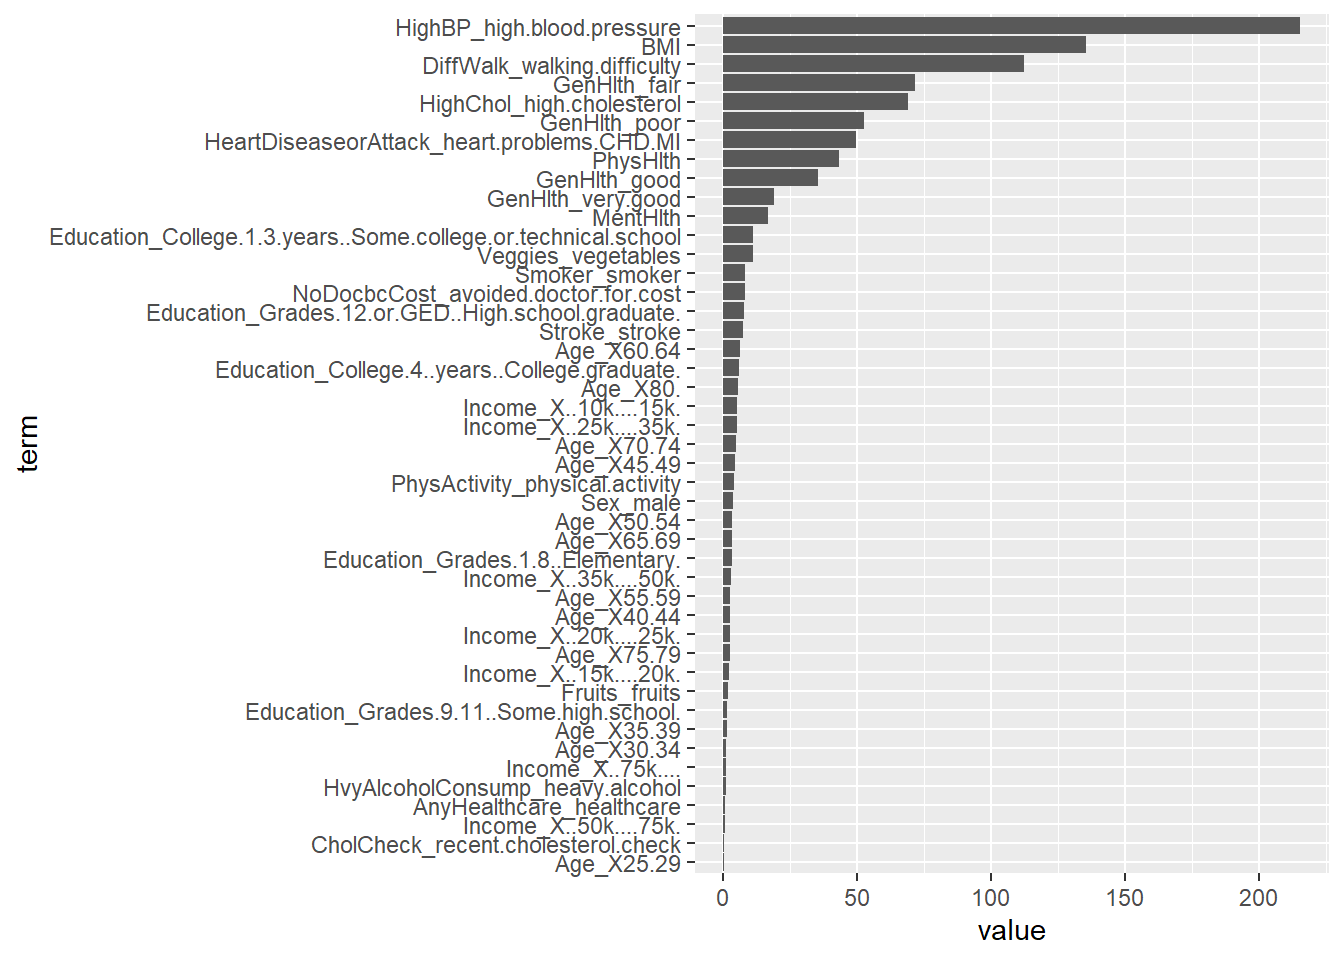 HighBP_high.blood.pressure
BMI
DiffWalk_walking.difficulty
GenHlth_fair
HighChol_high.cholesterol
GenHlth_poor
HeartDiseaseorAttack_heart.problems.CHD.MI
PhysHlth
GenHlth_good
GenHlth_very.good
MentHlth
Education_College.1.3.years..Some.college.or.technical.school
Veggies_vegetables
Smoker_smoker
NoDocbcCost_avoided.doctor.for.cost
Education_Grades.12.or.GED..High.school.graduate.
Stroke_stroke
Age_X60.64
Education_College.4..years..College.graduate.
Age_X80.
Income_X..10k....15k.
Income_X..25k....35k.
Age_X70.74
Age_X45.49
PhysActivity_physical.activity
Sex_male
Age_X50.54
Age_X65.69
Education_Grades.1.8..Elementary.
Income_X..35k....50k.
Age_X55.59
Age_X40.44
Income_X..20k....25k.
Age_X75.79
Income_X..15k....20k.
Fruits_fruits
Education_Grades.9.11..Some.high.school.
Age_X35.39
Age_X30.34
Income_X..75k....
HvyAlcoholConsump_heavy.alcohol
AnyHealthcare_healthcare
Income_X..50k....75k.
CholCheck_recent.cholesterol.check
Age_X25.29
term
0 50 100 150 200
value